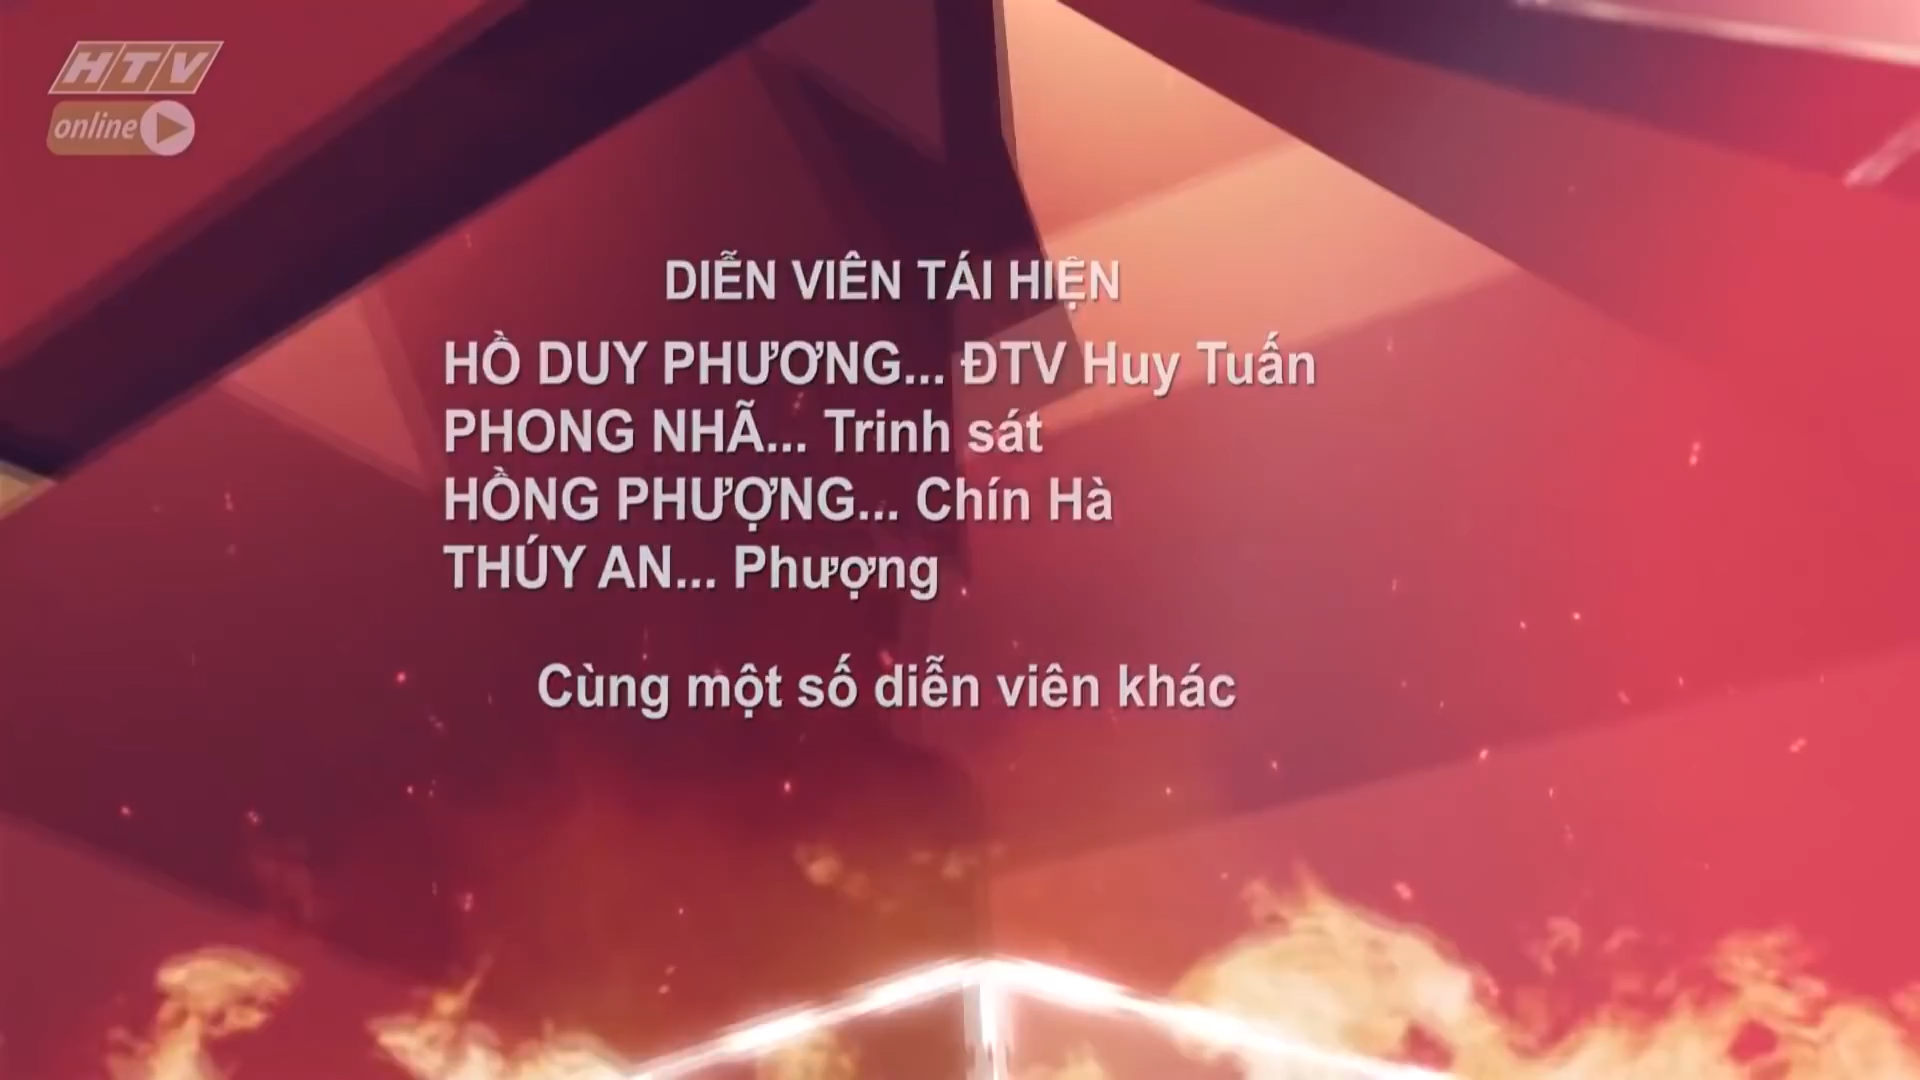 HTV
online
DIỄN VIÊN TÁI HIỆN
HỒ DUY PHƯƠNG... ĐTV Huy Tuấn
PHONG NHÃ... Trinh sát
HỒNG PHƯỢNG... Chín Hà
THÚY AN... Phượng
Cùng một số diễn viên khác